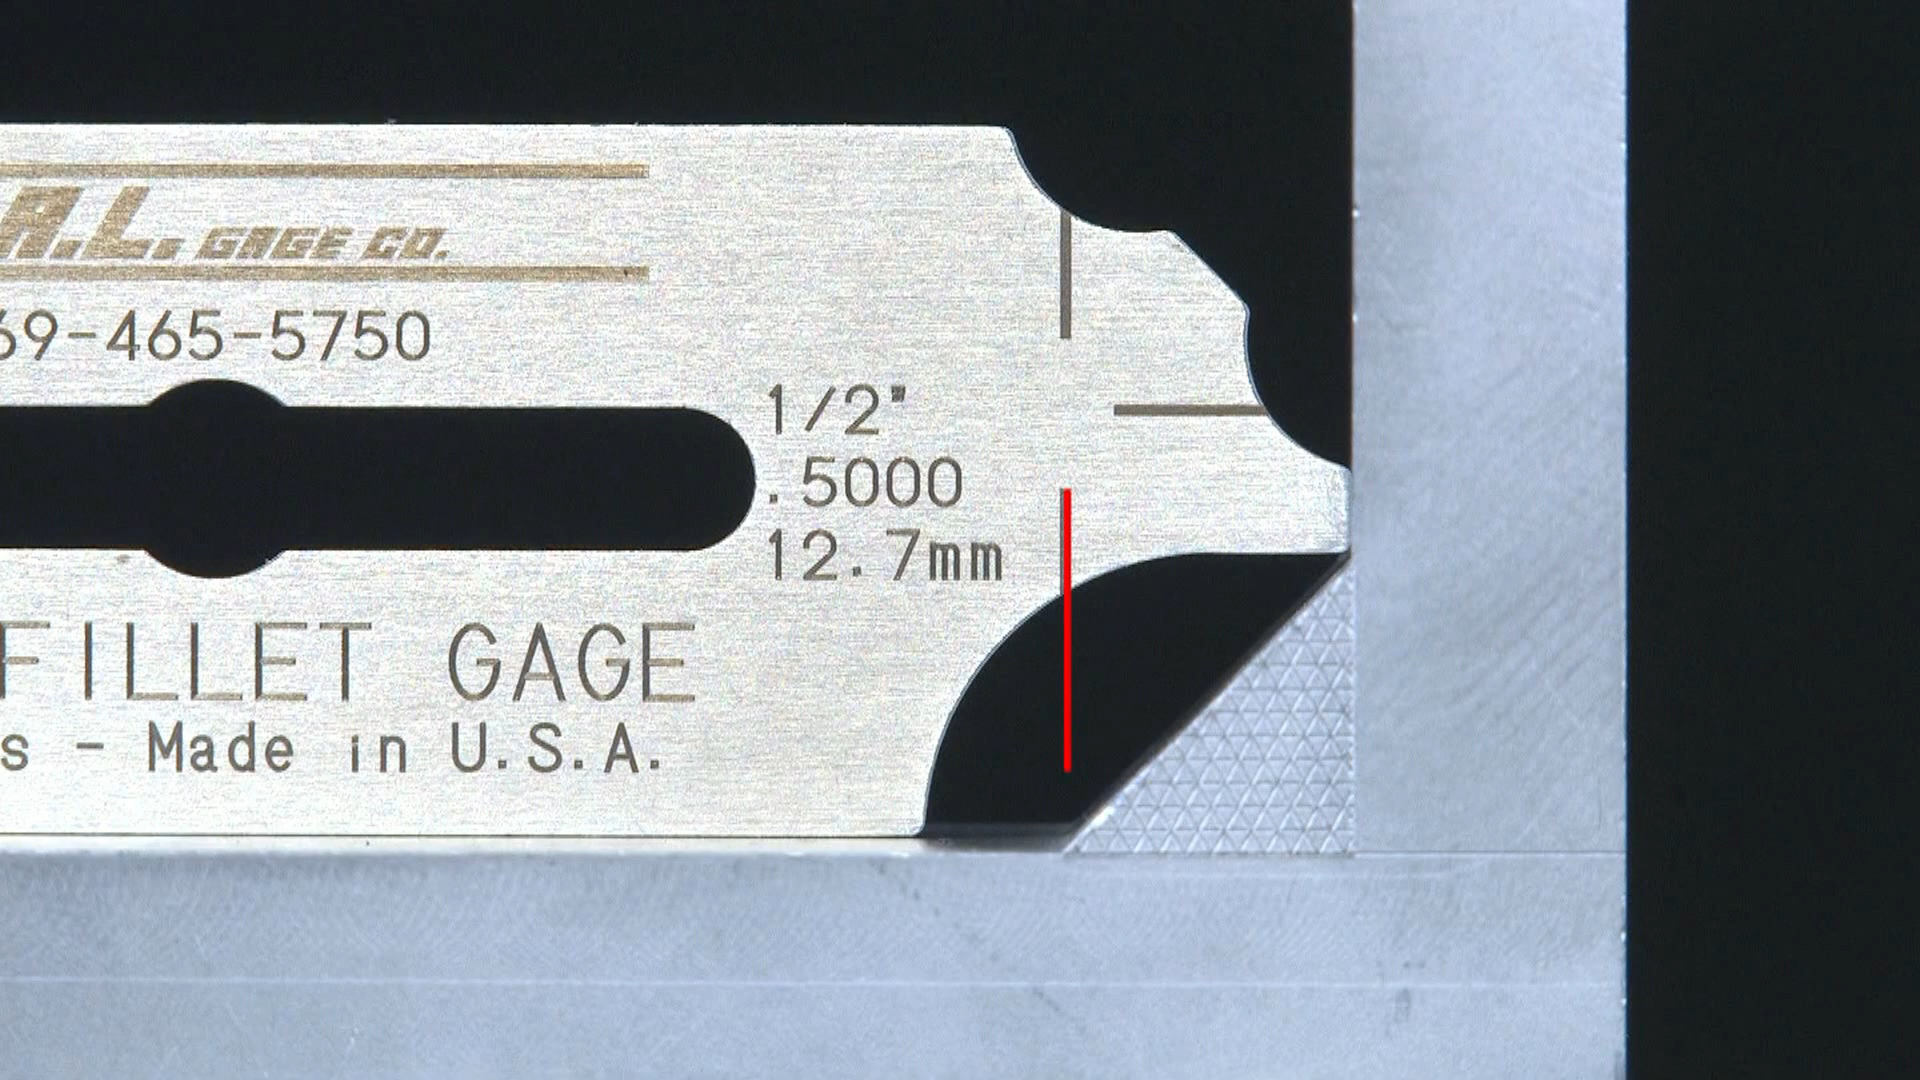 A.L. GAGE CO.
69-465-5750
1/2"
.5000
12.7mm
FILLET GAGE
s - Made in U.S.A.